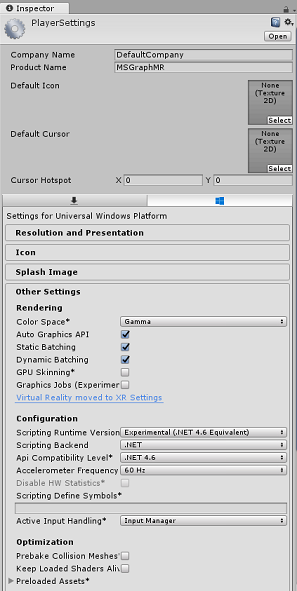 Inspector
PlayerSettings
Open
Company Name DefaultCompany
Product Name MSGraphMR
Default Icon
None
(Texture
2D)
Select
Default Cursor
None
(Texture
2D)
Select
Cursor Hotspot X 0 Y 0
Settings for Universal Windows Platform
Resolution and Presentation
Icon
Splash Image
Other Settings
Rendering
Color Space* Gamma
Auto Graphics API
Static Batching
Dynamic Batching
GPU Skinning*
Graphics Jobs (Experimen
Virtual Reality moved to XR Settings
Configuration
Scripting Runtime Version Experimental (.NET 4.6 Equivalent)
Scripting Backend .NET
Api Compatibility Level* .NET 4.6
Accelerometer Frequency 60 Hz
Disable HW Statistics*
Scripting Define Symbols*
Active Input Handling* Input Manager
Optimization
Prebake Collision Meshes*
Keep Loaded Shaders Aliv
Preloaded Assets*